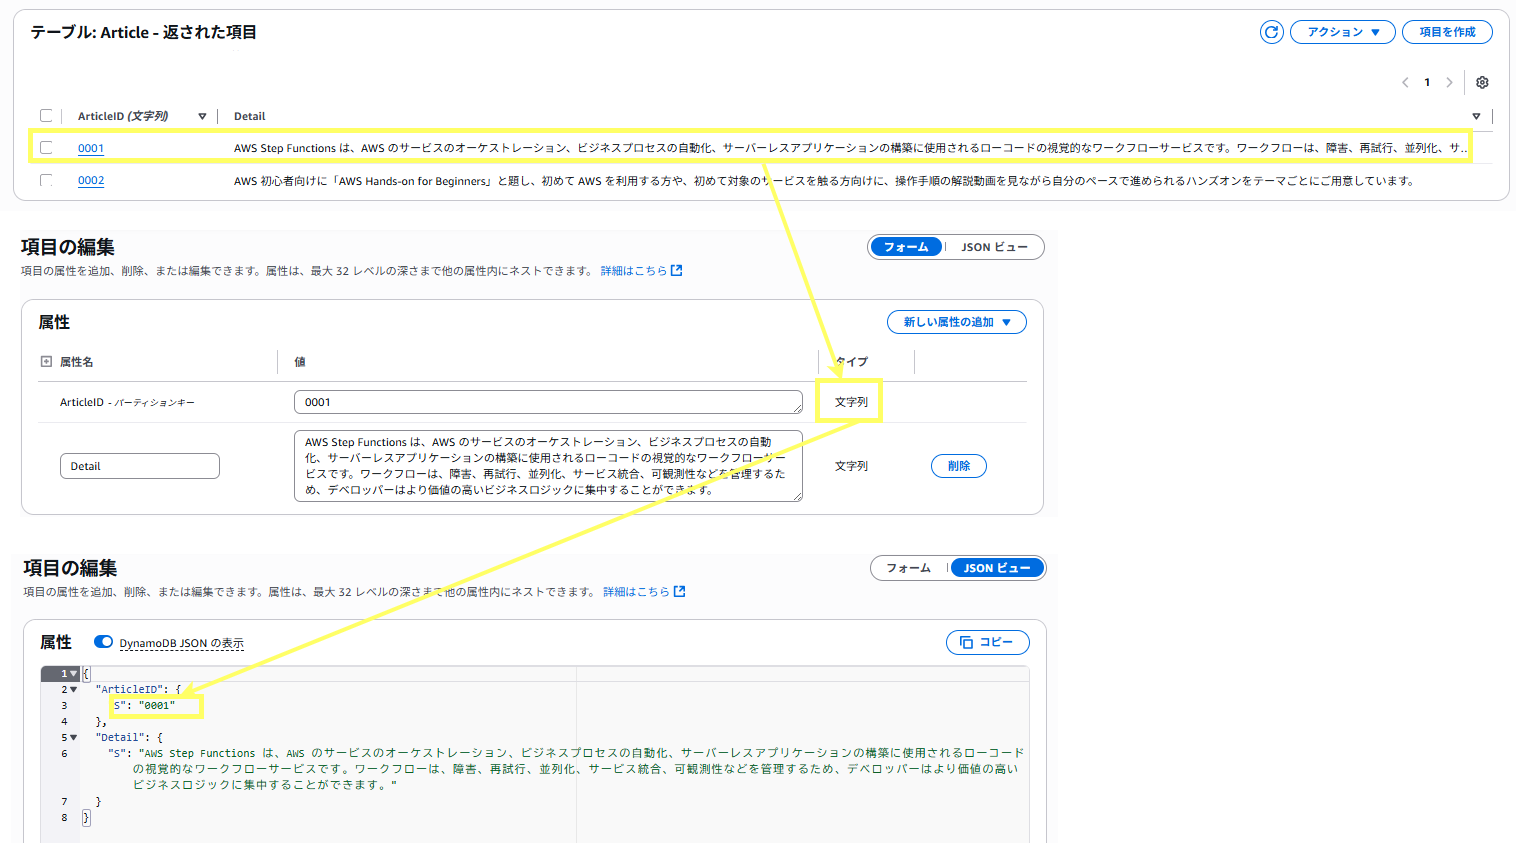 テーブル: Article - 返された項目
アクション ▼
項目を作成
1
ArticleID (文字列)
Detail
0001
AWS Step Functions は、AWS のサービスのオーケストレーション、ビジネスプロセスの自動化、サーバーレスアプリケーションの構築に使用されるローコードの視覚的なワークフローサービスです。ワークフローは、障害、再試行、並列化、サ…
0002
AWS 初心者向けに「AWS Hands-on for Beginners」と題し、初めて AWS を利用する方や、初めて対象のサービスを触る方向けに、操作手順の解説動画を見ながら自分のペースで進められるハンズオンをテーマごとにご用意しています。
項目の編集
フォーム
JSON ビュー
項目の属性を追加、削除、または編集できます。属性は、最大 32 レベルの深さまで他の属性内にネストできます。 詳細はこちら
属性
新しい属性の追加 ▼
属性名
値
タイプ
ArticleID - パーティションキー
0001
文字列
Detail
AWS Step Functions は、AWS のサービスのオーケストレーション、ビジネスプロセスの自動
化、サーバーレスアプリケーションの構築に使用されるローコードの視覚的なワークフローサー
ビスです。ワークフローは、障害、再試行、並列化、サービス統合、可観測性などを管理するた
め、デベロッパーはより価値の高いビジネスロジックに集中することができます。
文字列
削除
項目の編集
フォーム
JSON ビュー
項目の属性を追加、削除、または編集できます。属性は、最大 32 レベルの深さまで他の属性内にネストできます。 詳細はこちら
属性
DynamoDB JSON の表示
コピー
1 {
2 "ArticleID": {
3 "S": "0001"
4 },
5 "Detail": {
6 "S": "AWS Step Functions は、AWS のサービスのオーケストレーション、ビジネスプロセスの自動化、サーバーレスアプリケーションの構築に使用されるローコード
の視覚的なワークフローサービスです。ワークフローは、障害、再試行、並列化、サービス統合、可観測性などを管理するため、デベロッパーはより価値の高い
ビジネスロジックに集中することができます。"
7 }
8 }